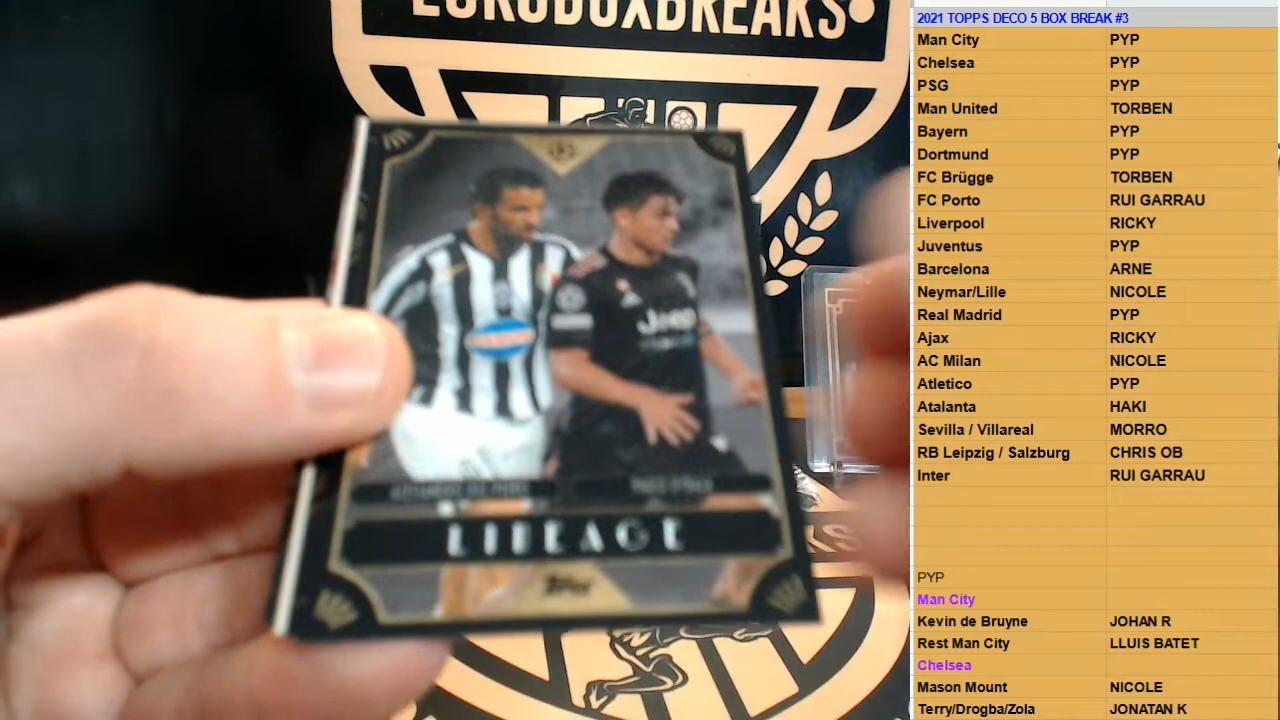 EUROBOXBREAKS
LINEAGE
Topps
Jeep
2021 TOPPS DECO 5 BOX BREAK #3
Man City PYP
Chelsea PYP
PSG PYP
Man United TORBEN
Bayern PYP
Dortmund PYP
FC Brügge TORBEN
FC Porto RUI GARRAU
Liverpool RICKY
Juventus PYP
Barcelona ARNE
Neymar/Lille NICOLE
Real Madrid PYP
Ajax RICKY
AC Milan NICOLE
Atletico PYP
Atalanta HAKI
Sevilla / Villareal MORRO
RB Leipzig / Salzburg CHRIS OB
Inter RUI GARRAU
PYP
Man City
Kevin de Bruyne JOHAN R
Rest Man City LLUIS BATET
Chelsea
Mason Mount NICOLE
Terry/Drogba/Zola JONATAN K